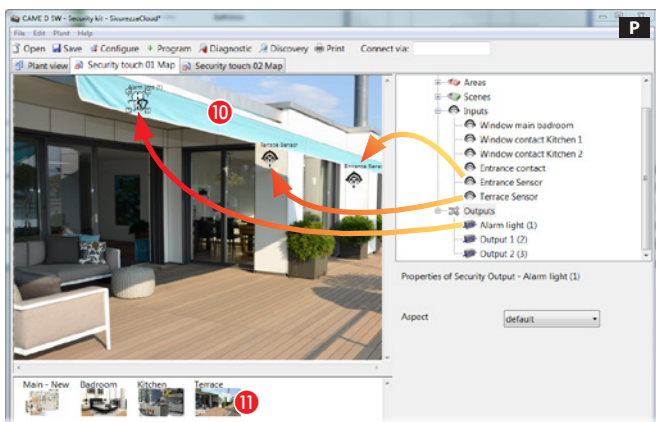 CAME D SW - Security kit - SicurezzaCloud*
P
File Edit Plant Help
Open Save Configure Program Diagnostic Discovery Print Connect via:
Plant view Security touch 01 Map Security touch 02 Map
Alarm light (1)
10
Terrace Sensor
Entrance Sensor
Areas
Scenes
Inputs
Window main badroom
Window contact Kitchen 1
Window contact Kitchen 2
Entrance contact
Entrance Sensor
Terrace Sensor
Outputs
Alarm light (1)
Output 1 (2)
Output 2 (3)
Properties of Security Output - Alarm light (1)
Aspect
default
Main - New Badroom Kitchen Terrace
11